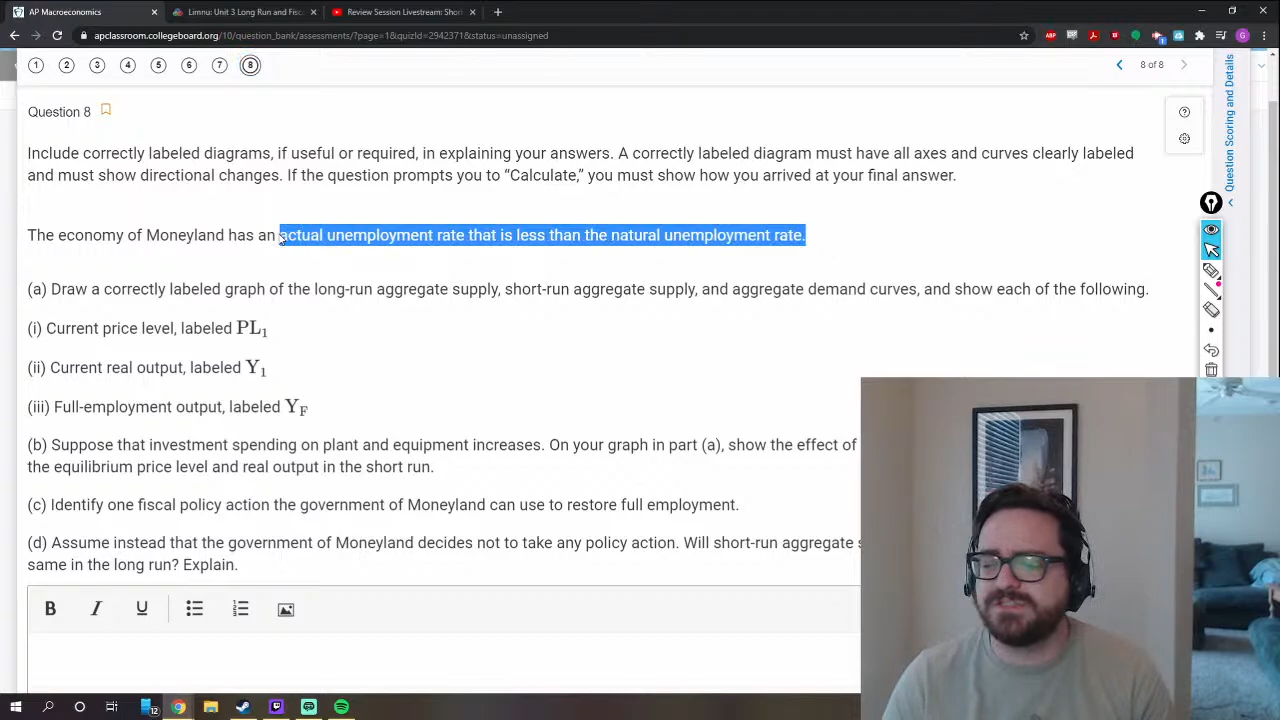 AP Macroeconomics
Limnu: Unit 3 Long Run and Fisc
Review Session Livestream: Shor
apclassroom.collegeboard.org/10/question_bank/assessments/?page=1&quizId=2942371&status=unassigned
1 2 3 4 5 6 7 8
8 of 8
Question 8
Question Scoring and Details
Include correctly labeled diagrams, if useful or required, in explaining your answers. A correctly labeled diagram must have all axes and curves clearly labeled
and must show directional changes. If the question prompts you to “Calculate,” you must show how you arrived at your final answer.
The economy of Moneyland has an actual unemployment rate that is less than the natural unemployment rate.
(a) Draw a correctly labeled graph of the long-run aggregate supply, short-run aggregate supply, and aggregate demand curves, and show each of the following.
(i) Current price level, labeled PL1
(ii) Current real output, labeled Y1
(iii) Full-employment output, labeled YF
(b) Suppose that investment spending on plant and equipment increases. On your graph in part (a), show the effect of
the equilibrium price level and real output in the short run.
(c) Identify one fiscal policy action the government of Moneyland can use to restore full employment.
(d) Assume instead that the government of Moneyland decides not to take any policy action. Will short-run aggregate s
same in the long run? Explain.
B I U